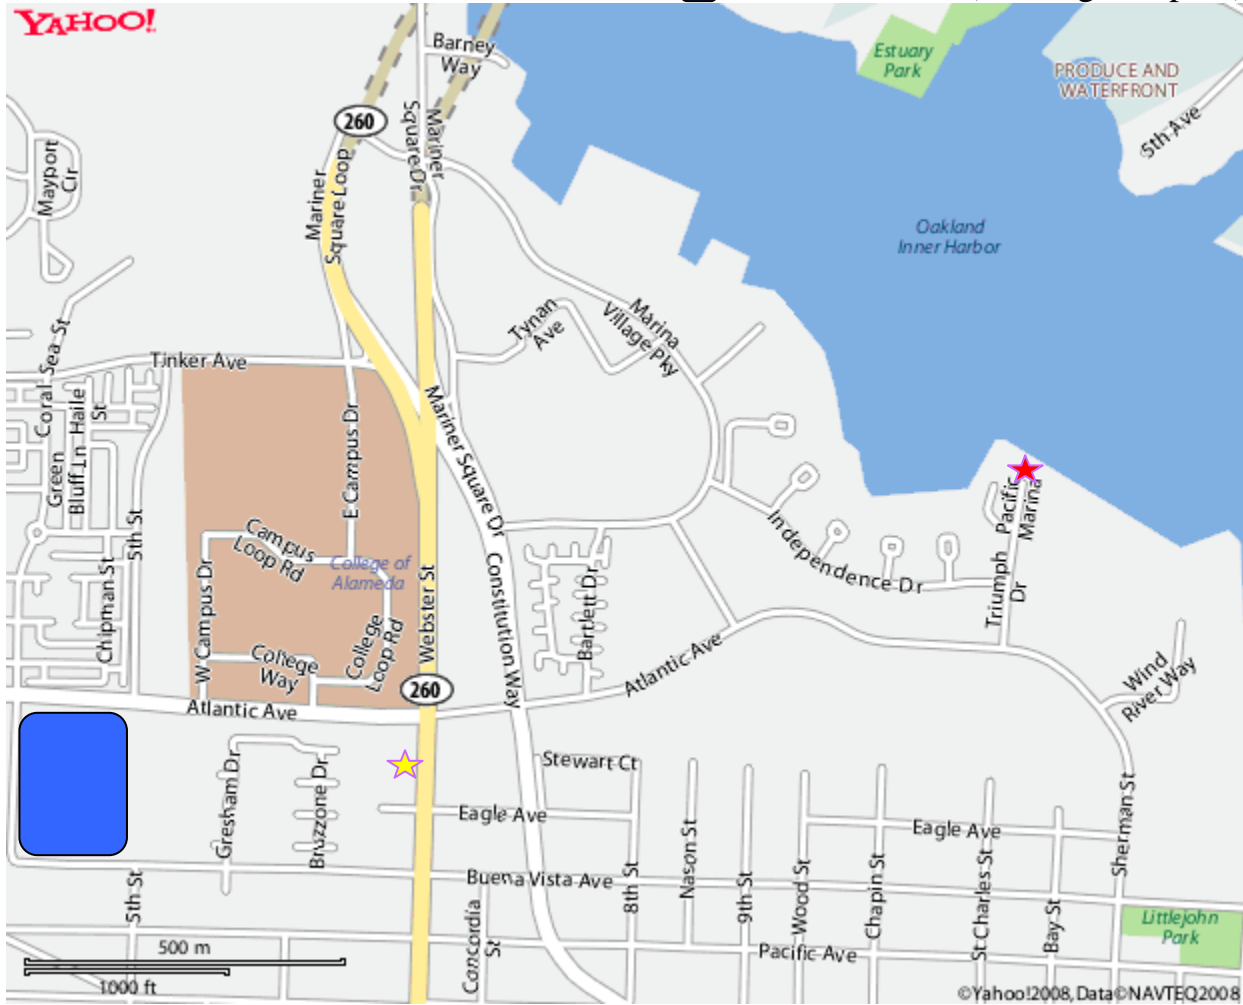 YAHOO!
Barney
Way
Estuary
Park
PRODUCE AND
WATERFRONT
5th Ave
260
Mariner
Square Dr
Mayport
Cir
Mariner
Square Loop
Oakland
Inner Harbor
Coral Sea St
Tynan
Ave
Marina
Village Pky
Tinker Ave
Green
Bluff Ln
Haile
St
E Campus Dr
Mariner Square Dr
5th St
Campus
Loop Rd
College of
Alameda
Pacific
Marina
Independence Dr
Triumph
Dr
Chipman St
W Campus Dr
College
Way
College
Loop Rd
Webster St
Constitution Way
Bartlett Dr
Atlantic Ave
260
Atlantic Ave
Wind
River Way
Gresham Dr
Bruzzone Dr
Stewart Ct
Eagle Ave
Eagle Ave
Sherman St
Buena Vista Ave
5th St
Concordia
St
8th St
Nason St
9th St
Wood St
Chapin St
St Charles St
Bay St
Littlejohn
Park
Pacific Ave
500 m
1000 ft
©Yahoo!2008,Data©NAVTEQ2008